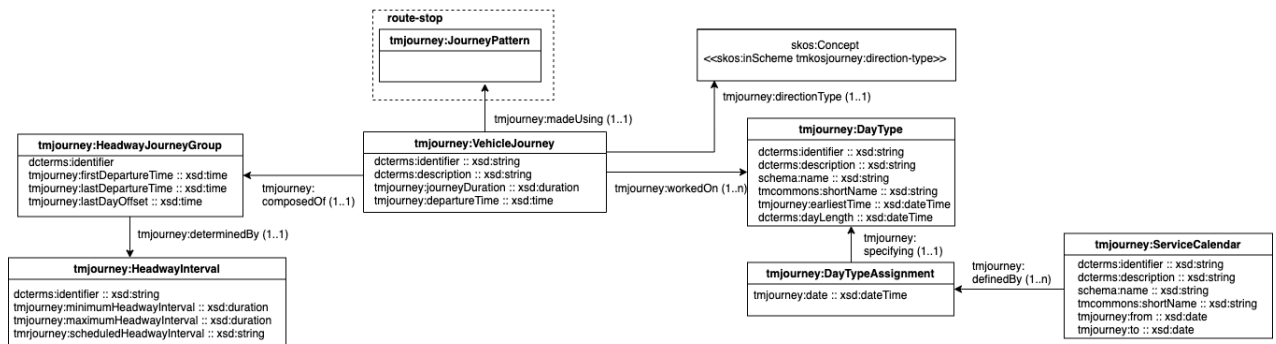 route-stop
tmjourney:JourneyPattern
skos:Concept
<<skos:inScheme tmkosjourney:direction-type>>
tmjourney:directionType (1..1)
tmjourney:madeUsing (1..1)
tmjourney:HeadwayJourneyGroup
dcterms:identifier
tmjourney:firstDepartureTime :: xsd:time
tmjourney:lastDepartureTime :: xsd:time
tmjourney:lastDayOffset :: xsd:time
tmjourney:
composedOf (1..1)
tmjourney:VehicleJourney
dcterms:identifier :: xsd:string
dcterms:description :: xsd:string
tmjourney:journeyDuration :: xsd:duration
tmjourney:departureTime :: xsd:time
tmjourney:workedOn (1..n)
tmjourney:DayType
dcterms:identifier :: xsd:string
dcterms:description :: xsd:string
schema:name :: xsd:string
tmcommons:shortName :: xsd:string
tmjourney:earliestTime :: xsd:dateTime
dcterms:dayLength :: xsd:dateTime
tmjourney:determinedBy (1..1)
tmjourney:HeadwayInterval
dcterms:identifier :: xsd:string
tmjourney:minimumHeadwayInterval :: xsd:duration
tmjourney:maximumHeadwayInterval :: xsd:duration
tmrjourney:scheduledHeadwayInterval :: xsd:string
tmjourney:
specifying (1..1)
tmjourney:DayTypeAssignment
tmjourney:date :: xsd:dateTime
tmjourney:
definedBy (1..n)
tmjourney:ServiceCalendar
dcterms:identifier :: xsd:string
dcterms:description :: xsd:string
schema:name :: xsd:string
tmcommons:shortName :: xsd:string
tmjourney:from :: xsd:date
tmjourney:to :: xsd:date